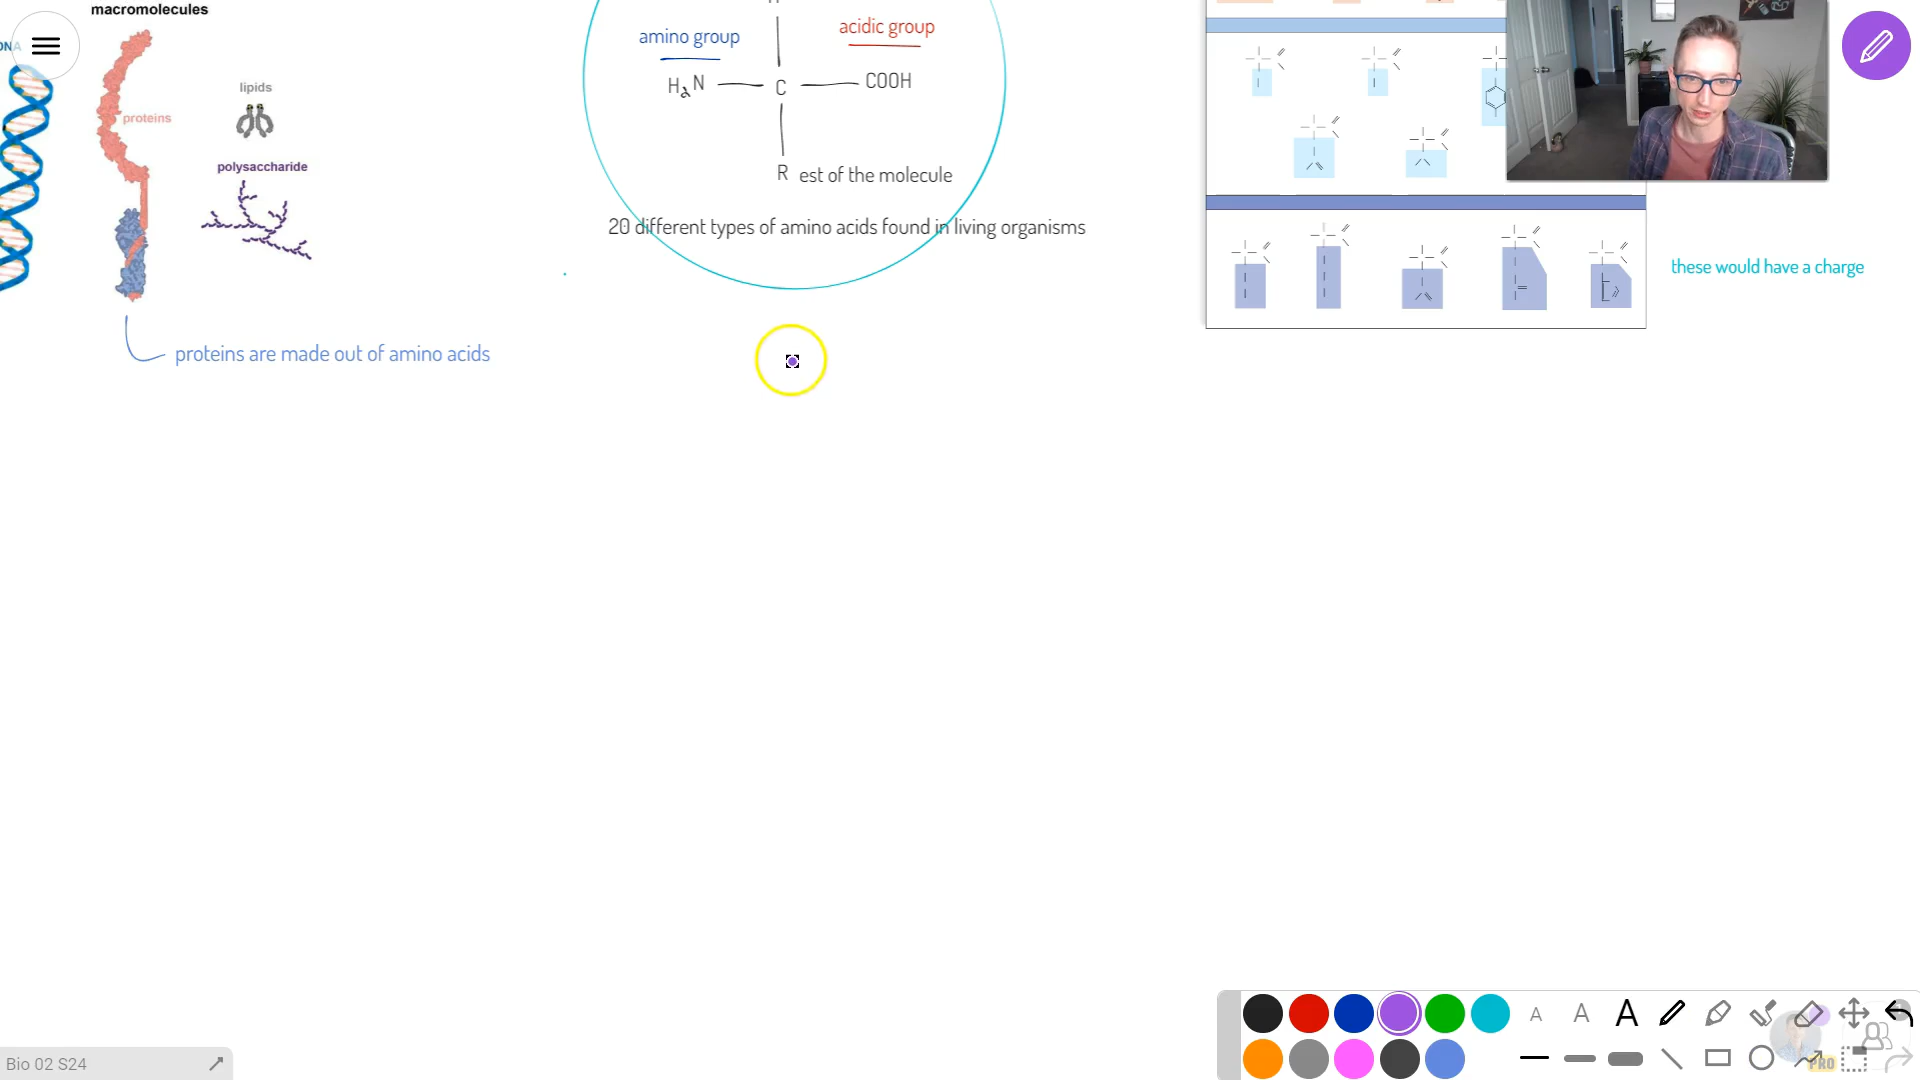 macromolecules
DNA
lipids
proteins
polysaccharide
proteins are made out of amino acids
H
amino group
acidic group
H2N
C
COOH
R est of the molecule
20 different types of amino acids found in living organisms
these would have a charge
A A A
PRO
Bio 02 S24